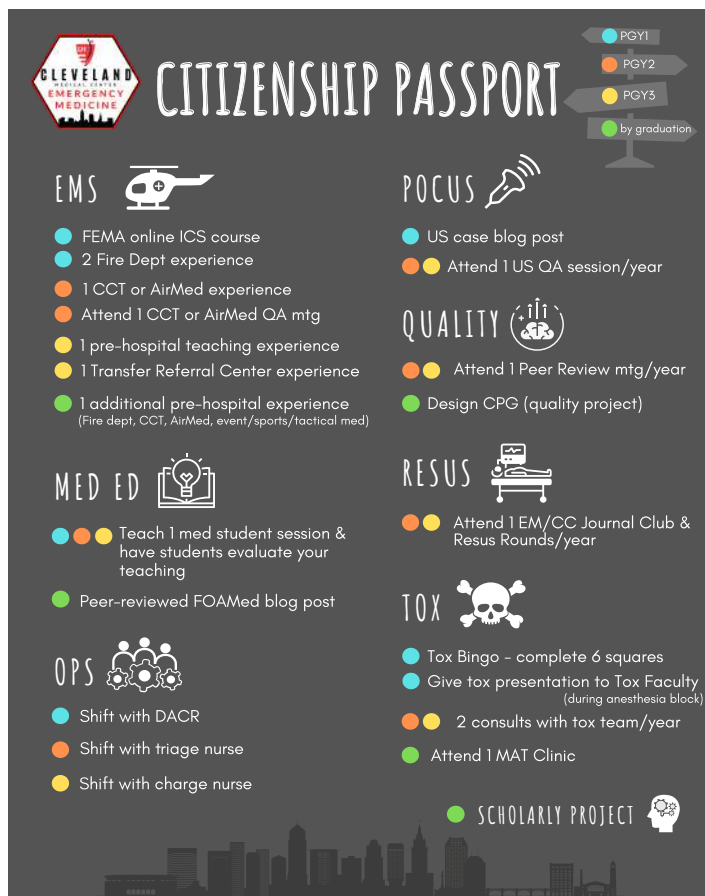 CLEVELAND
MEDICAL CENTER
EMERGENCY
MEDICINE
CITIZENSHIP PASSPORT
PGY1
PGY2
PGY3
by graduation
EMS
FEMA online ICS course
2 Fire Dept experience
1 CCT or AirMed experience
Attend 1 CCT or AirMed QA mtg
1 pre-hospital teaching experience
1 Transfer Referral Center experience
1 additional pre-hospital experience
(Fire dept, CCT, AirMed, event/sports/tactical med)
MED ED
Teach 1 med student session &
have students evaluate your
teaching
Peer-reviewed FOAMed blog post
OPS
Shift with DACR
Shift with triage nurse
Shift with charge nurse
POCUS
US case blog post
Attend 1 US QA session/year
QUALITY
Attend 1 Peer Review mtg/year
Design CPG (quality project)
RESUS
Attend 1 EM/CC Journal Club &
Resus Rounds/year
TOX
Tox Bingo - complete 6 squares
Give tox presentation to Tox Faculty
(during anesthesia block)
2 consults with tox team/year
Attend 1 MAT Clinic
SCHOLARLY PROJECT